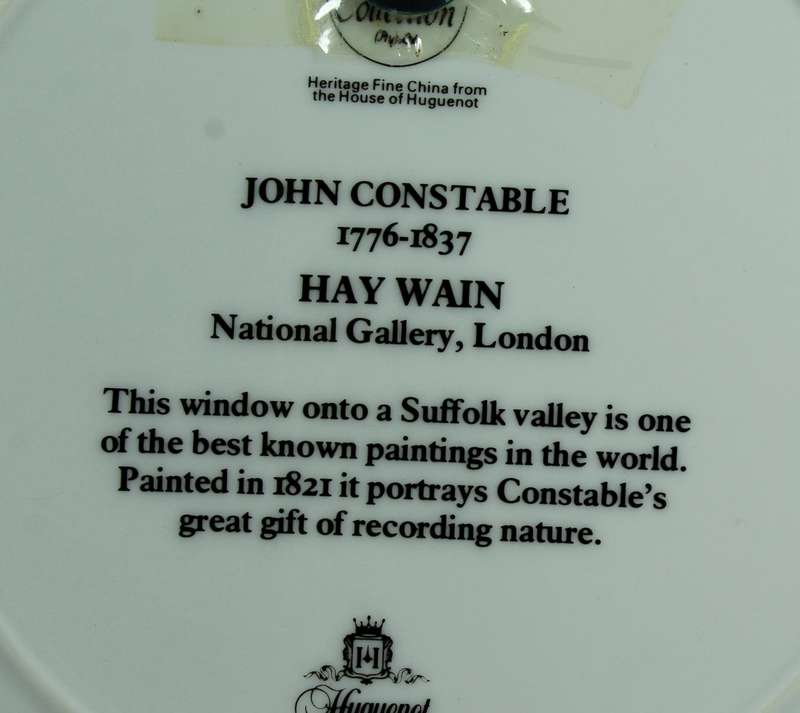 Collection
Heritage Fine China from
the House of Huguenot
JOHN CONSTABLE
1776-1837
HAY WAIN
National Gallery, London
This window onto a Suffolk valley is one
of the best known paintings in the world.
Painted in 1821 it portrays Constable's
great gift of recording nature.
H
Huguenot